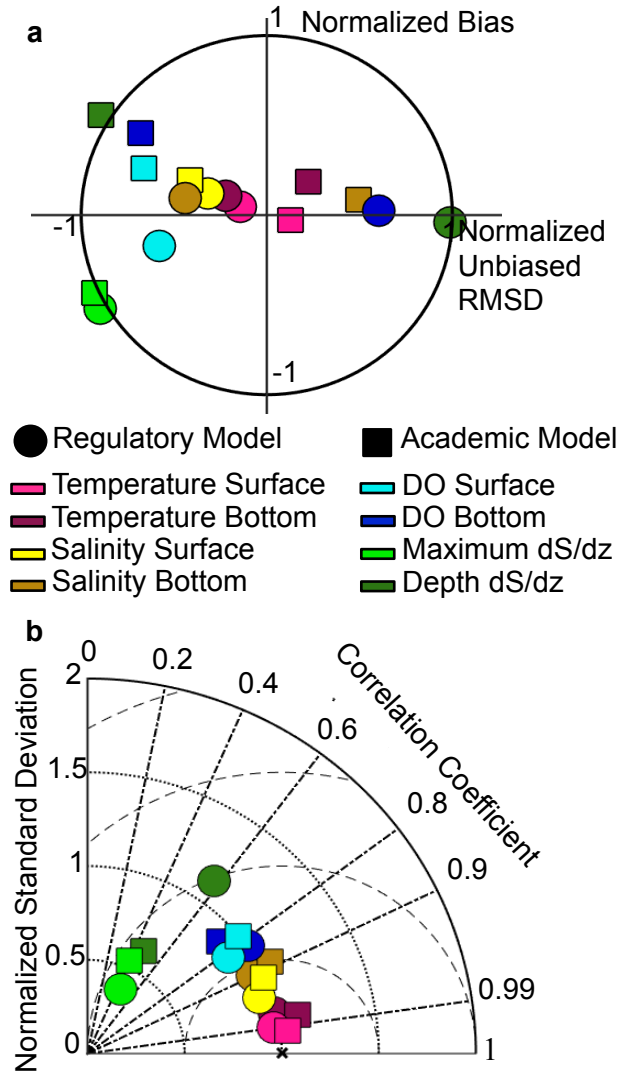 a
1
Normalized Bias
-1
1
Normalized
Unbiased
RMSD
-1
Regulatory Model
Academic Model
Temperature Surface
DO Surface
Temperature Bottom
DO Bottom
Salinity Surface
Maximum dS/dz
Salinity Bottom
Depth dS/dz
b
Normalized Standard Deviation
2
1.5
1
0.5
0
0
0.2
0.4
0.6
0.8
0.9
0.99
1
Correlation Coefficient